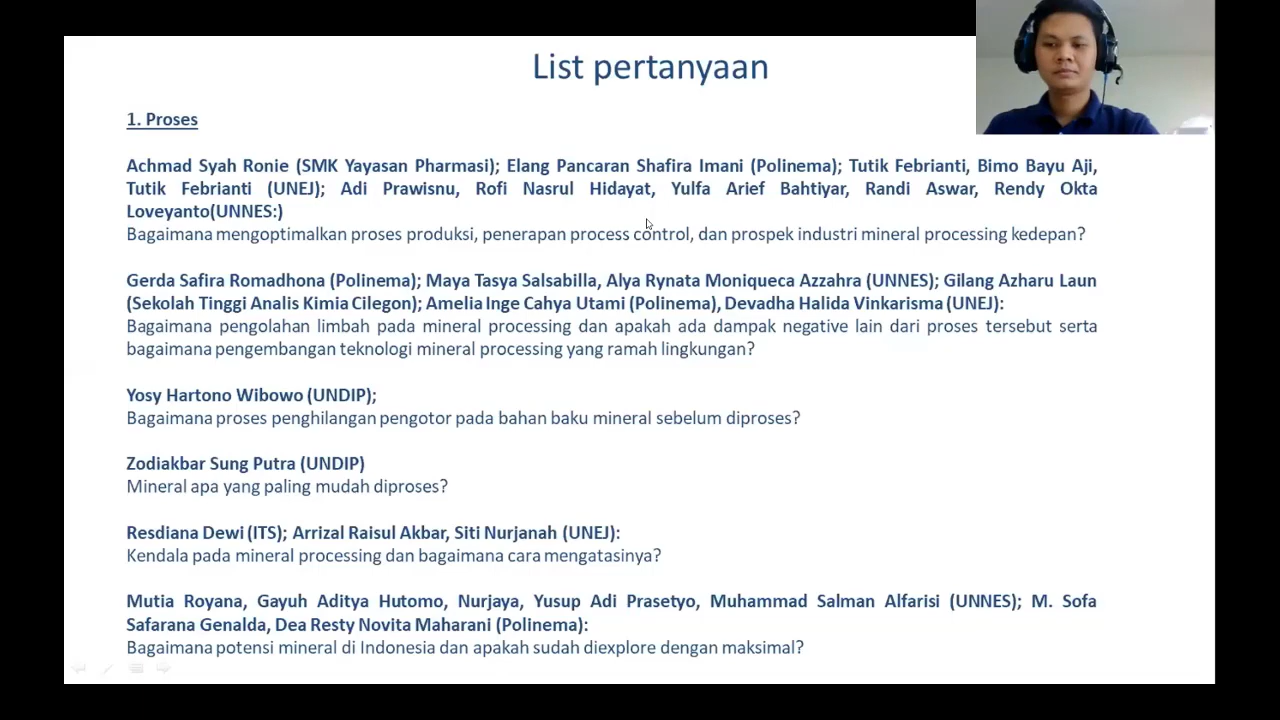 List pertanyaan
1. Proses
Achmad Syah Ronie (SMK Yayasan Pharmasi); Elang Pancaran Shafira Imani (Polinema); Tutik Febrianti, Bimo Bayu Aji,
Tutik Febrianti (UNEJ); Adi Prawisnu, Rofi Nasrul Hidayat, Yulfa Arief Bahtiyar, Randi Aswar, Rendy Okta
Loveyanto(UNNES:)
Bagaimana mengoptimalkan proses produksi, penerapan process control, dan prospek industri mineral processing kedepan?
Gerda Safira Romadhona (Polinema); Maya Tasya Salsabilla, Alya Rynata Moniqueca Azzahra (UNNES); Gilang Azharu Laun
(Sekolah Tinggi Analis Kimia Cilegon); Amelia Inge Cahya Utami (Polinema), Devadha Halida Vinkarisma (UNEJ):
Bagaimana pengolahan limbah pada mineral processing dan apakah ada dampak negative lain dari proses tersebut serta
bagaimana pengembangan teknologi mineral processing yang ramah lingkungan?
Yosy Hartono Wibowo (UNDIP);
Bagaimana proses penghilangan pengotor pada bahan baku mineral sebelum diproses?
Zodiakbar Sung Putra (UNDIP)
Mineral apa yang paling mudah diproses?
Resdiana Dewi (ITS); Arrizal Raisul Akbar, Siti Nurjanah (UNEJ):
Kendala pada mineral processing dan bagaimana cara mengatasinya?
Mutia Royana, Gayuh Aditya Hutomo, Nurjaya, Yusup Adi Prasetyo, Muhammad Salman Alfarisi (UNNES); M. Sofa
Safarana Genalda, Dea Resty Novita Maharani (Polinema):
Bagaimana potensi mineral di Indonesia dan apakah sudah diexplore dengan maksimal?